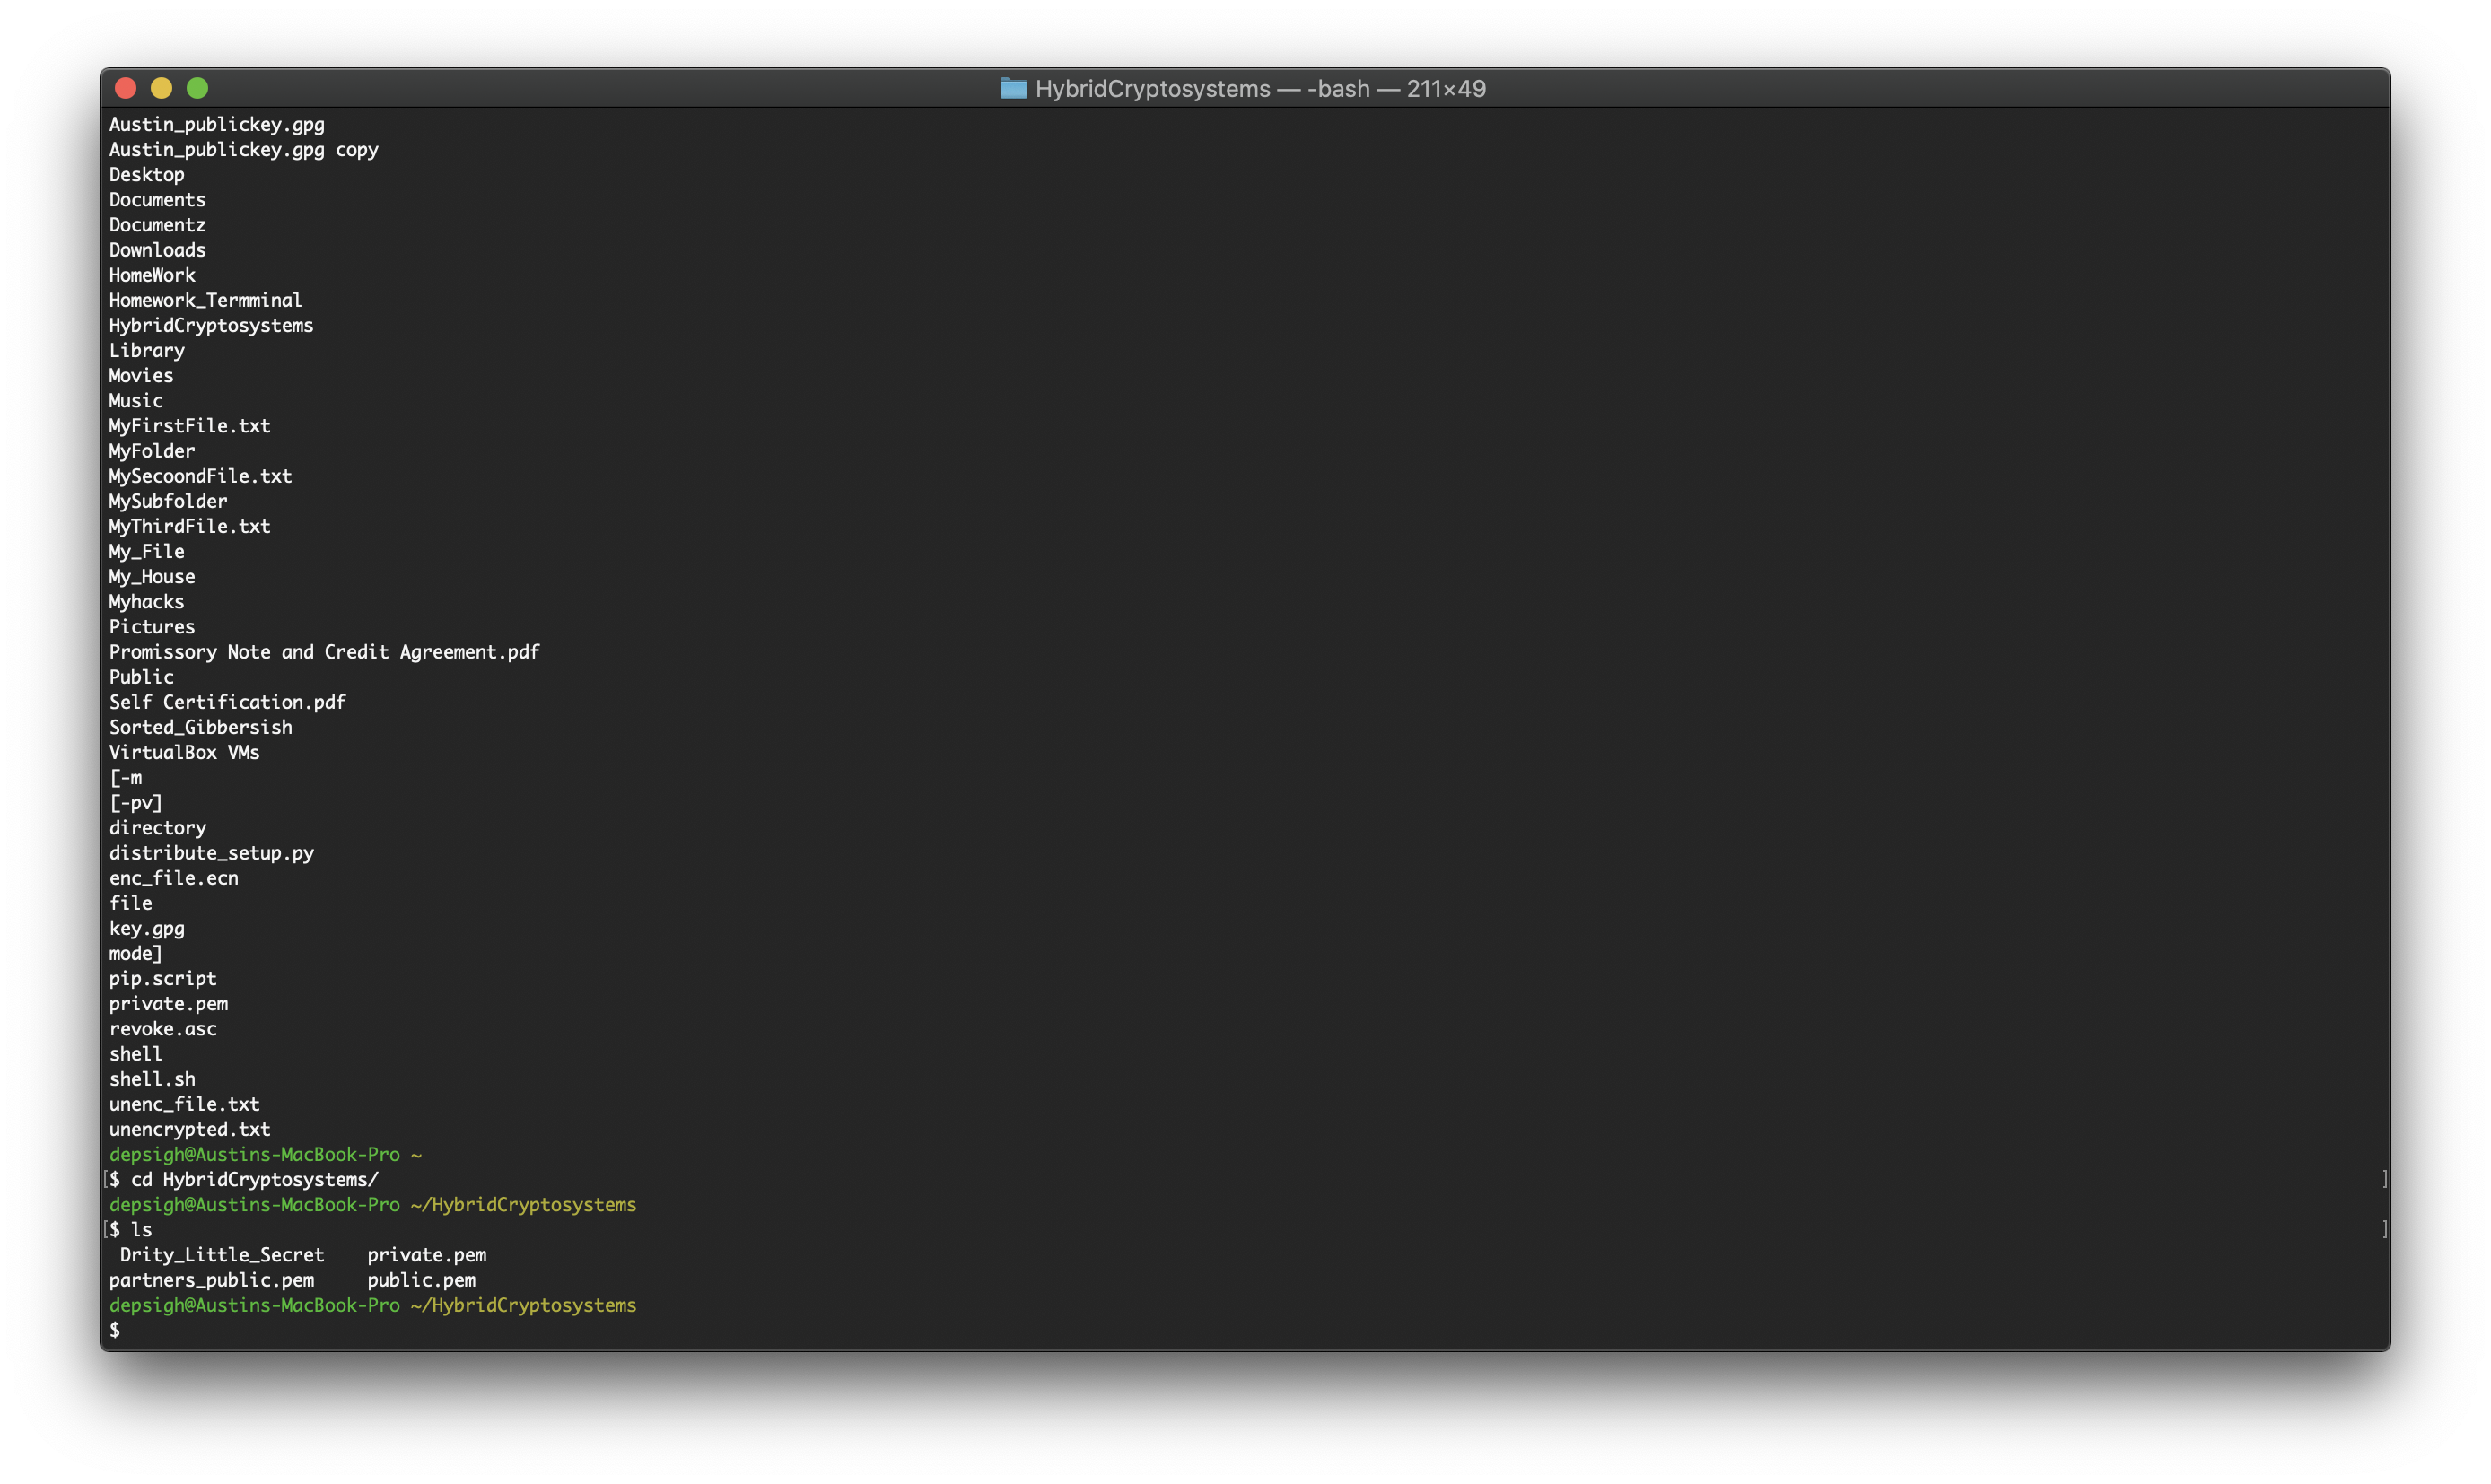 HybridCryptosystems — -bash — 211×49
Austin_publickey.gpg
Austin_publickey.gpg copy
Desktop
Documents
Documentz
Downloads
HomeWork
Homework_Termminal
HybridCryptosystems
Library
Movies
Music
MyFirstFile.txt
MyFolder
MySecoondFile.txt
MySubfolder
MyThirdFile.txt
My_File
My_House
Myhacks
Pictures
Promissory Note and Credit Agreement.pdf
Public
Self Certification.pdf
Sorted_Gibbersish
VirtualBox VMs
[-m
[-pv]
directory
distribute_setup.py
enc_file.ecn
file
key.gpg
mode]
pip.script
private.pem
revoke.asc
shell
shell.sh
unenc_file.txt
unencrypted.txt
depsigh@Austins-MacBook-Pro ~
[$ cd HybridCryptosystems/ ]
depsigh@Austins-MacBook-Pro ~/HybridCryptosystems
[$ ls ]
Drity_Little_Secret private.pem
partners_public.pem public.pem
depsigh@Austins-MacBook-Pro ~/HybridCryptosystems
$